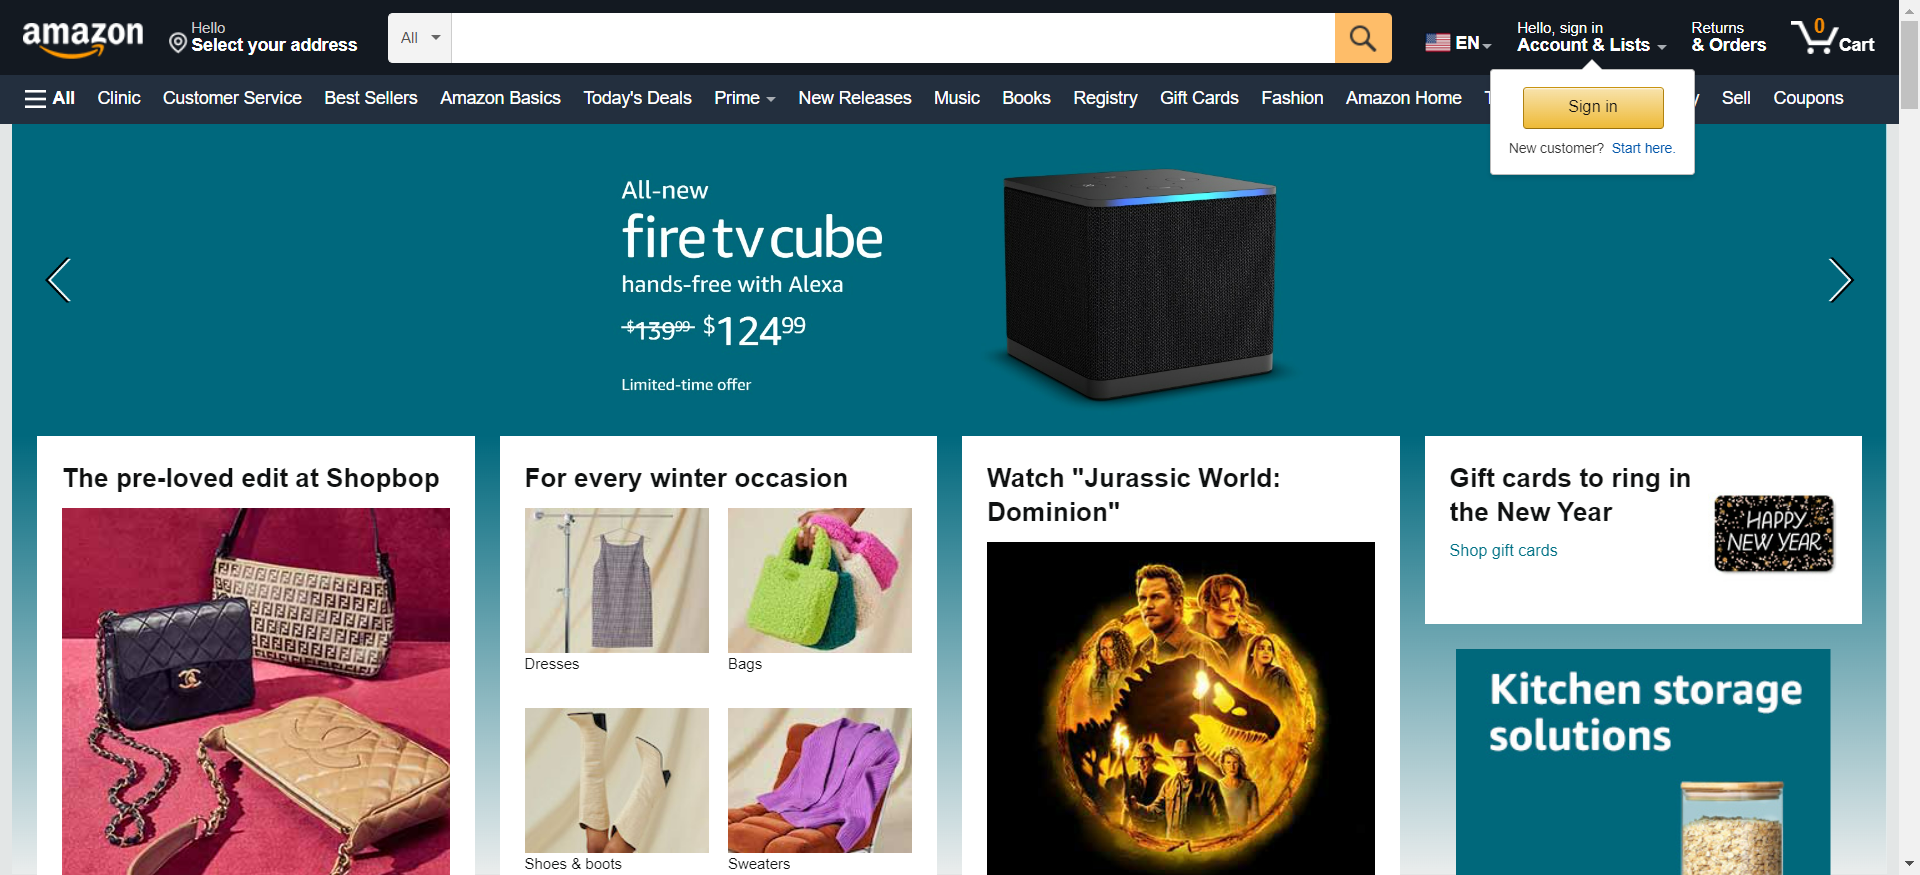 amazon
Hello
Select your address
All
EN
Hello, sign in
Account & Lists
Returns
& Orders
0
Cart
All
Clinic
Customer Service
Best Sellers
Amazon Basics
Today's Deals
Prime
New Releases
Music
Books
Registry
Gift Cards
Fashion
Amazon Home
Sell
Coupons
Sign in
New customer? Start here.
All-new
fire tv cube
hands-free with Alexa
$139.99 $124.99
Limited-time offer
The pre-loved edit at Shopbop
For every winter occasion
Dresses
Bags
Shoes & boots
Sweaters
Watch "Jurassic World:
Dominion"
Gift cards to ring in
the New Year
Shop gift cards
HAPPY
NEW YEAR
Kitchen storage
solutions